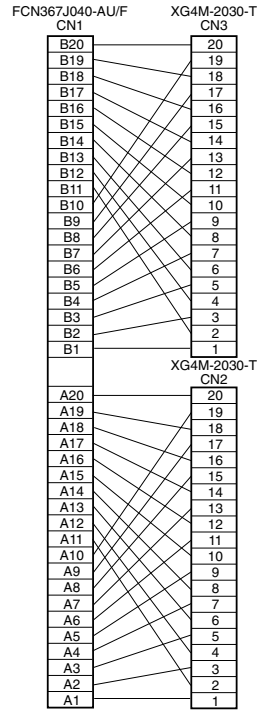 FCN367J040-AU/F XG4M-2030-T
CN1 CN3
B20 20
B19 19
B18 18
B17 17
B16 16
B15 15
B14 14
B13 13
B12 12
B11 11
B10 10
B9 9
B8 8
B7 7
B6 6
B5 5
B4 4
B3 3
B2 2
B1 1
XG4M-2030-T
CN2
A20 20
A19 19
A18 18
A17 17
A16 16
A15 15
A14 14
A13 13
A12 12
A11 11
A10 10
A9 9
A8 8
A7 7
A6 6
A5 5
A4 4
A3 3
A2 2
A1 1